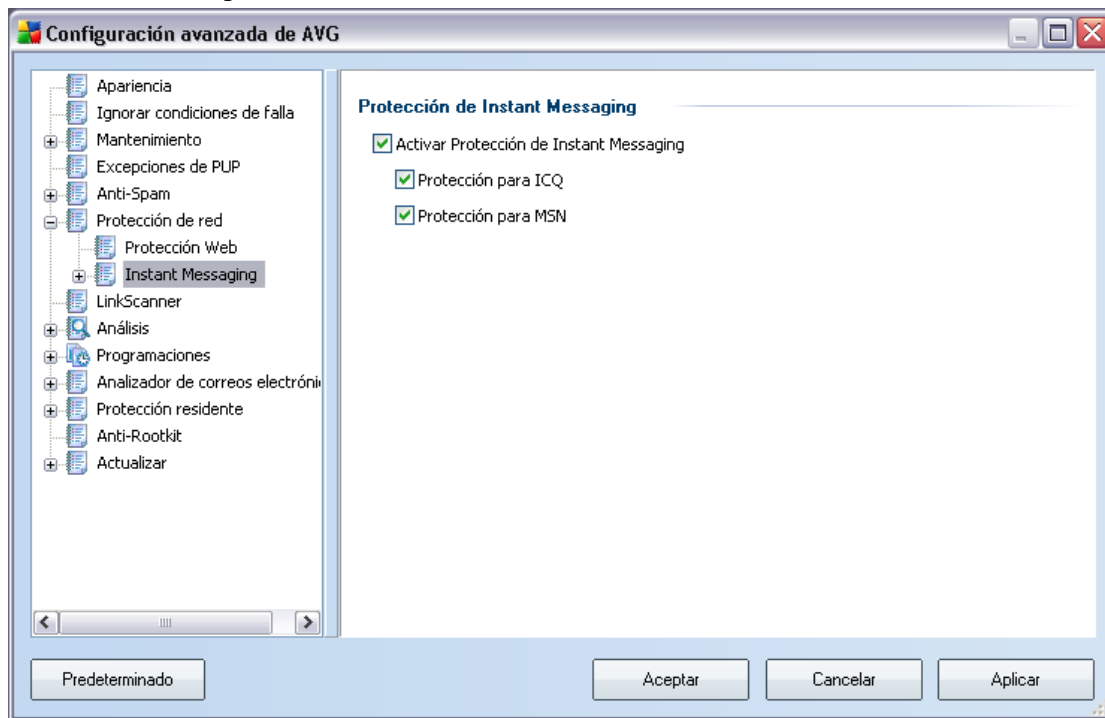 Configuración avanzada de AVG
Apariencia
Ignorar condiciones de falla
Mantenimiento
Excepciones de PUP
Anti-Spam
Protección de red
Protección Web
Instant Messaging
LinkScanner
Análisis
Programaciones
Analizador de correos electróni
Protección residente
Anti-Rootkit
Actualizar
Protección de Instant Messaging
Activar Protección de Instant Messaging
Protección para ICQ
Protección para MSN
Predeterminado
Aceptar
Cancelar
Aplicar